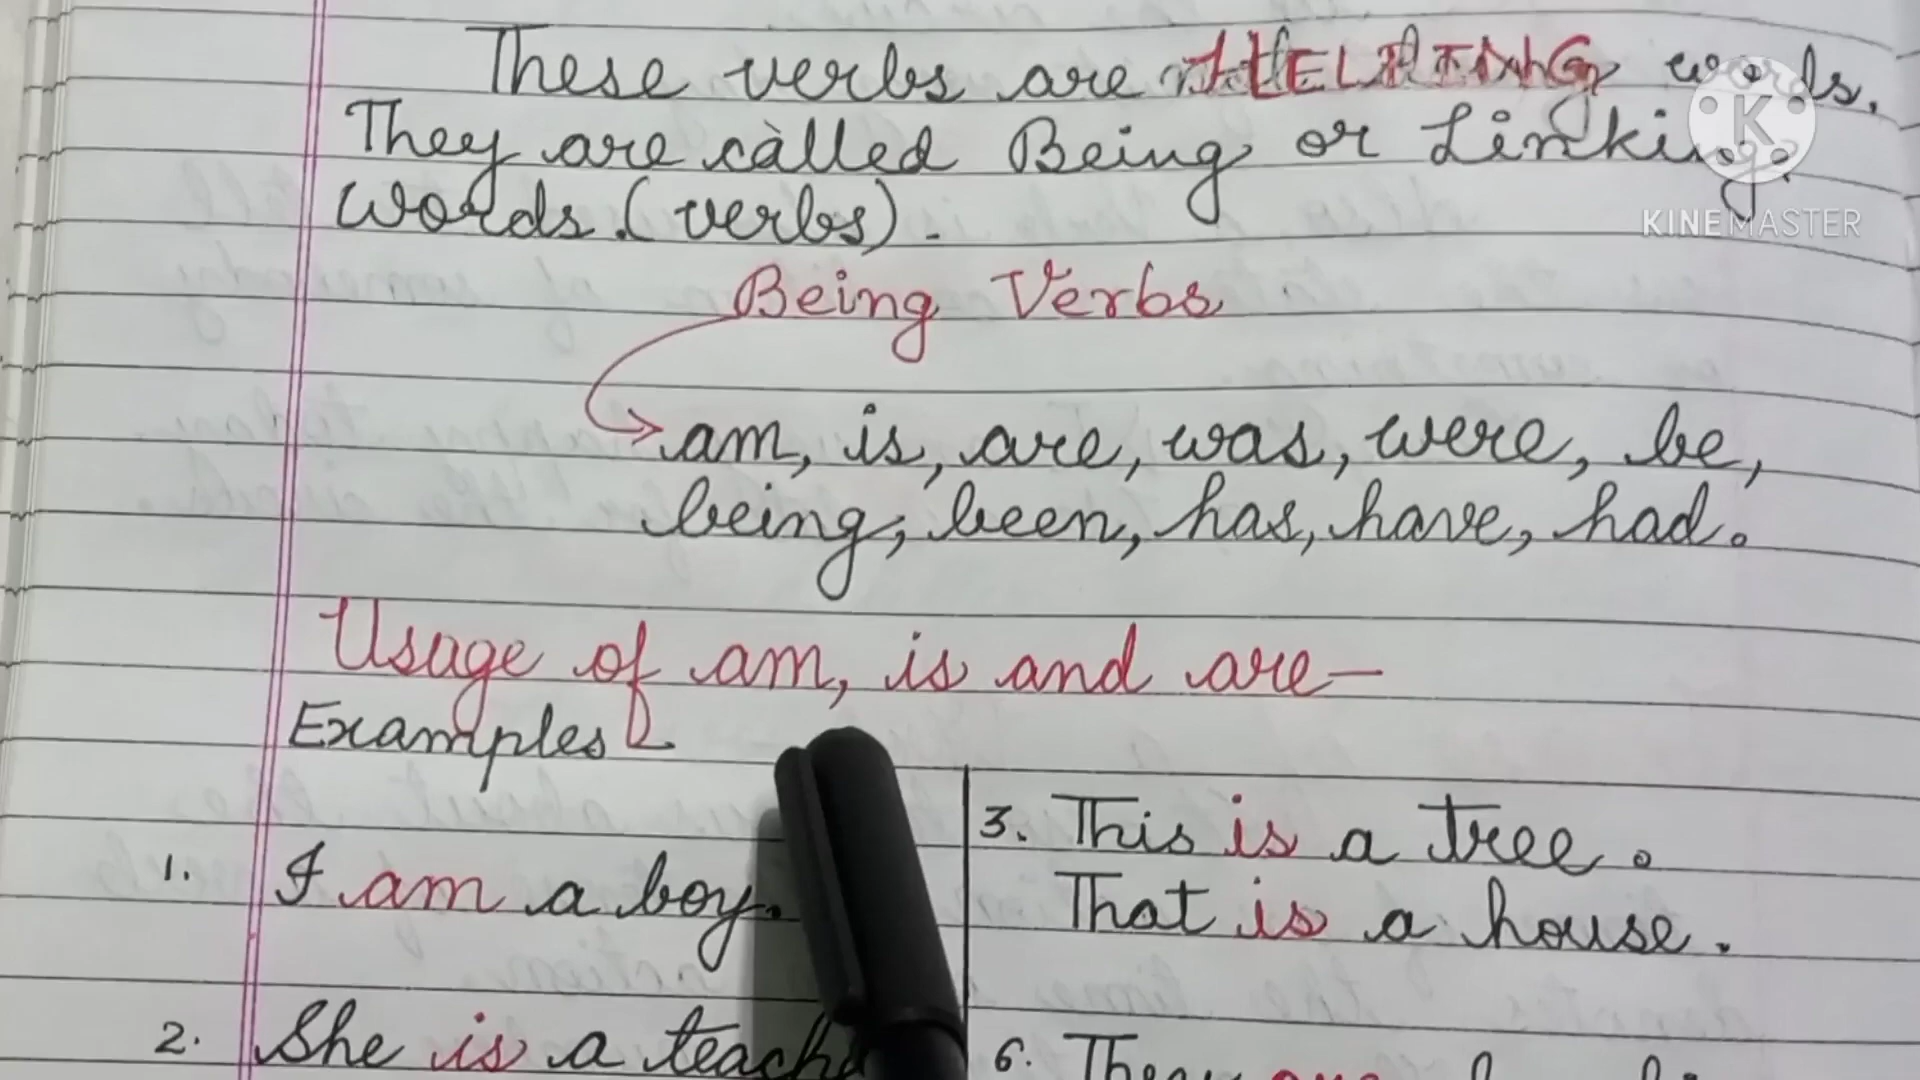 These verbs are HELPING words.
They are called Being or Linking
Words. (verbs).
Being Verbs
am, is, are, was, were, be,
being, been, has, have, had.
Usage of am, is and are-
Examples
1. I am a boy.
2. She is a
3. This is a tree.
That is a house.
6. They are
K
KINEMASTER